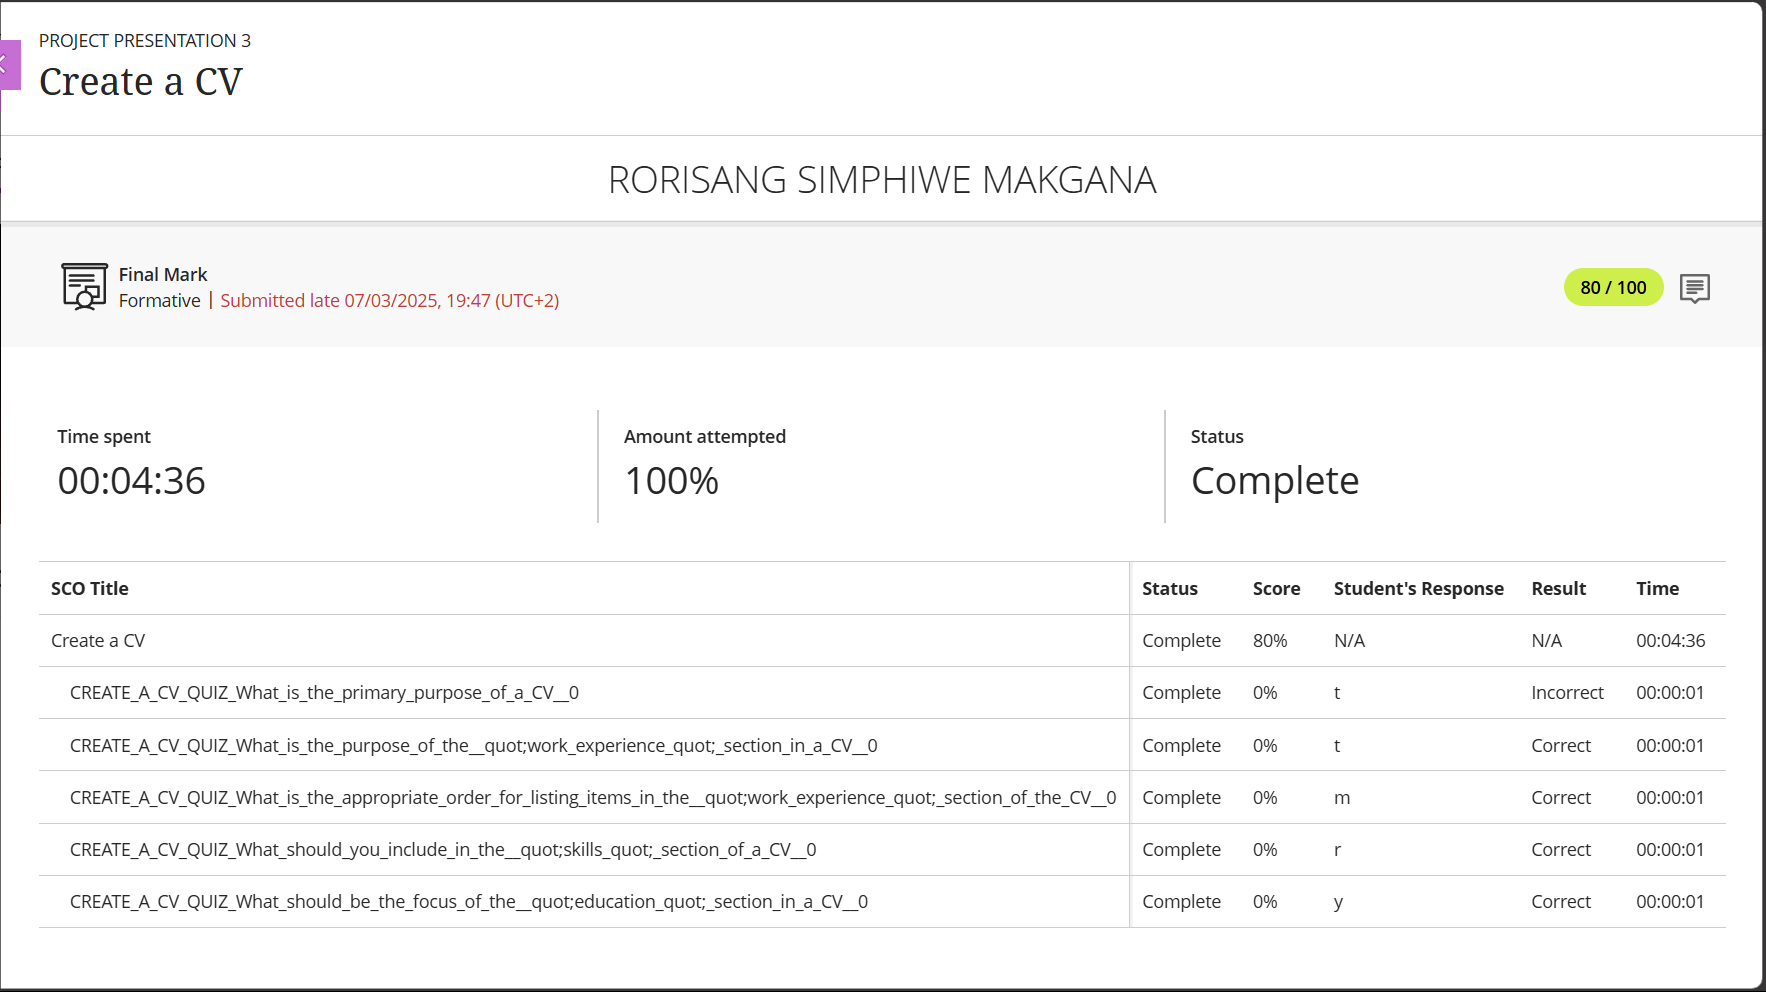 PROJECT PRESENTATION 3
Create a CV
RORISANG SIMPHIWE MAKGANA
Final Mark
Formative | Submitted late 07/03/2025, 19:47 (UTC+2)
80 / 100
Time spent
00:04:36
Amount attempted
100%
Status
Complete
SCO Title Status Score Student's Response Result Time
Create a CV Complete 80% N/A N/A 00:04:36
CREATE_A_CV_QUIZ_What_is_the_primary_purpose_of_a_CV__0 Complete 0% t Incorrect 00:00:01
CREATE_A_CV_QUIZ_What_is_the_purpose_of_the__quot;work_experience_quot;_section_in_a_CV__0 Complete 0% t Correct 00:00:01
CREATE_A_CV_QUIZ_What_is_the_appropriate_order_for_listing_items_in_the__quot;work_experience_quot;_section_of_the_CV__0 Complete 0% m Correct 00:00:01
CREATE_A_CV_QUIZ_What_should_you_include_in_the__quot;skills_quot;_section_of_a_CV__0 Complete 0% r Correct 00:00:01
CREATE_A_CV_QUIZ_What_should_be_the_focus_of_the__quot;education_quot;_section_in_a_CV__0 Complete 0% y Correct 00:00:01